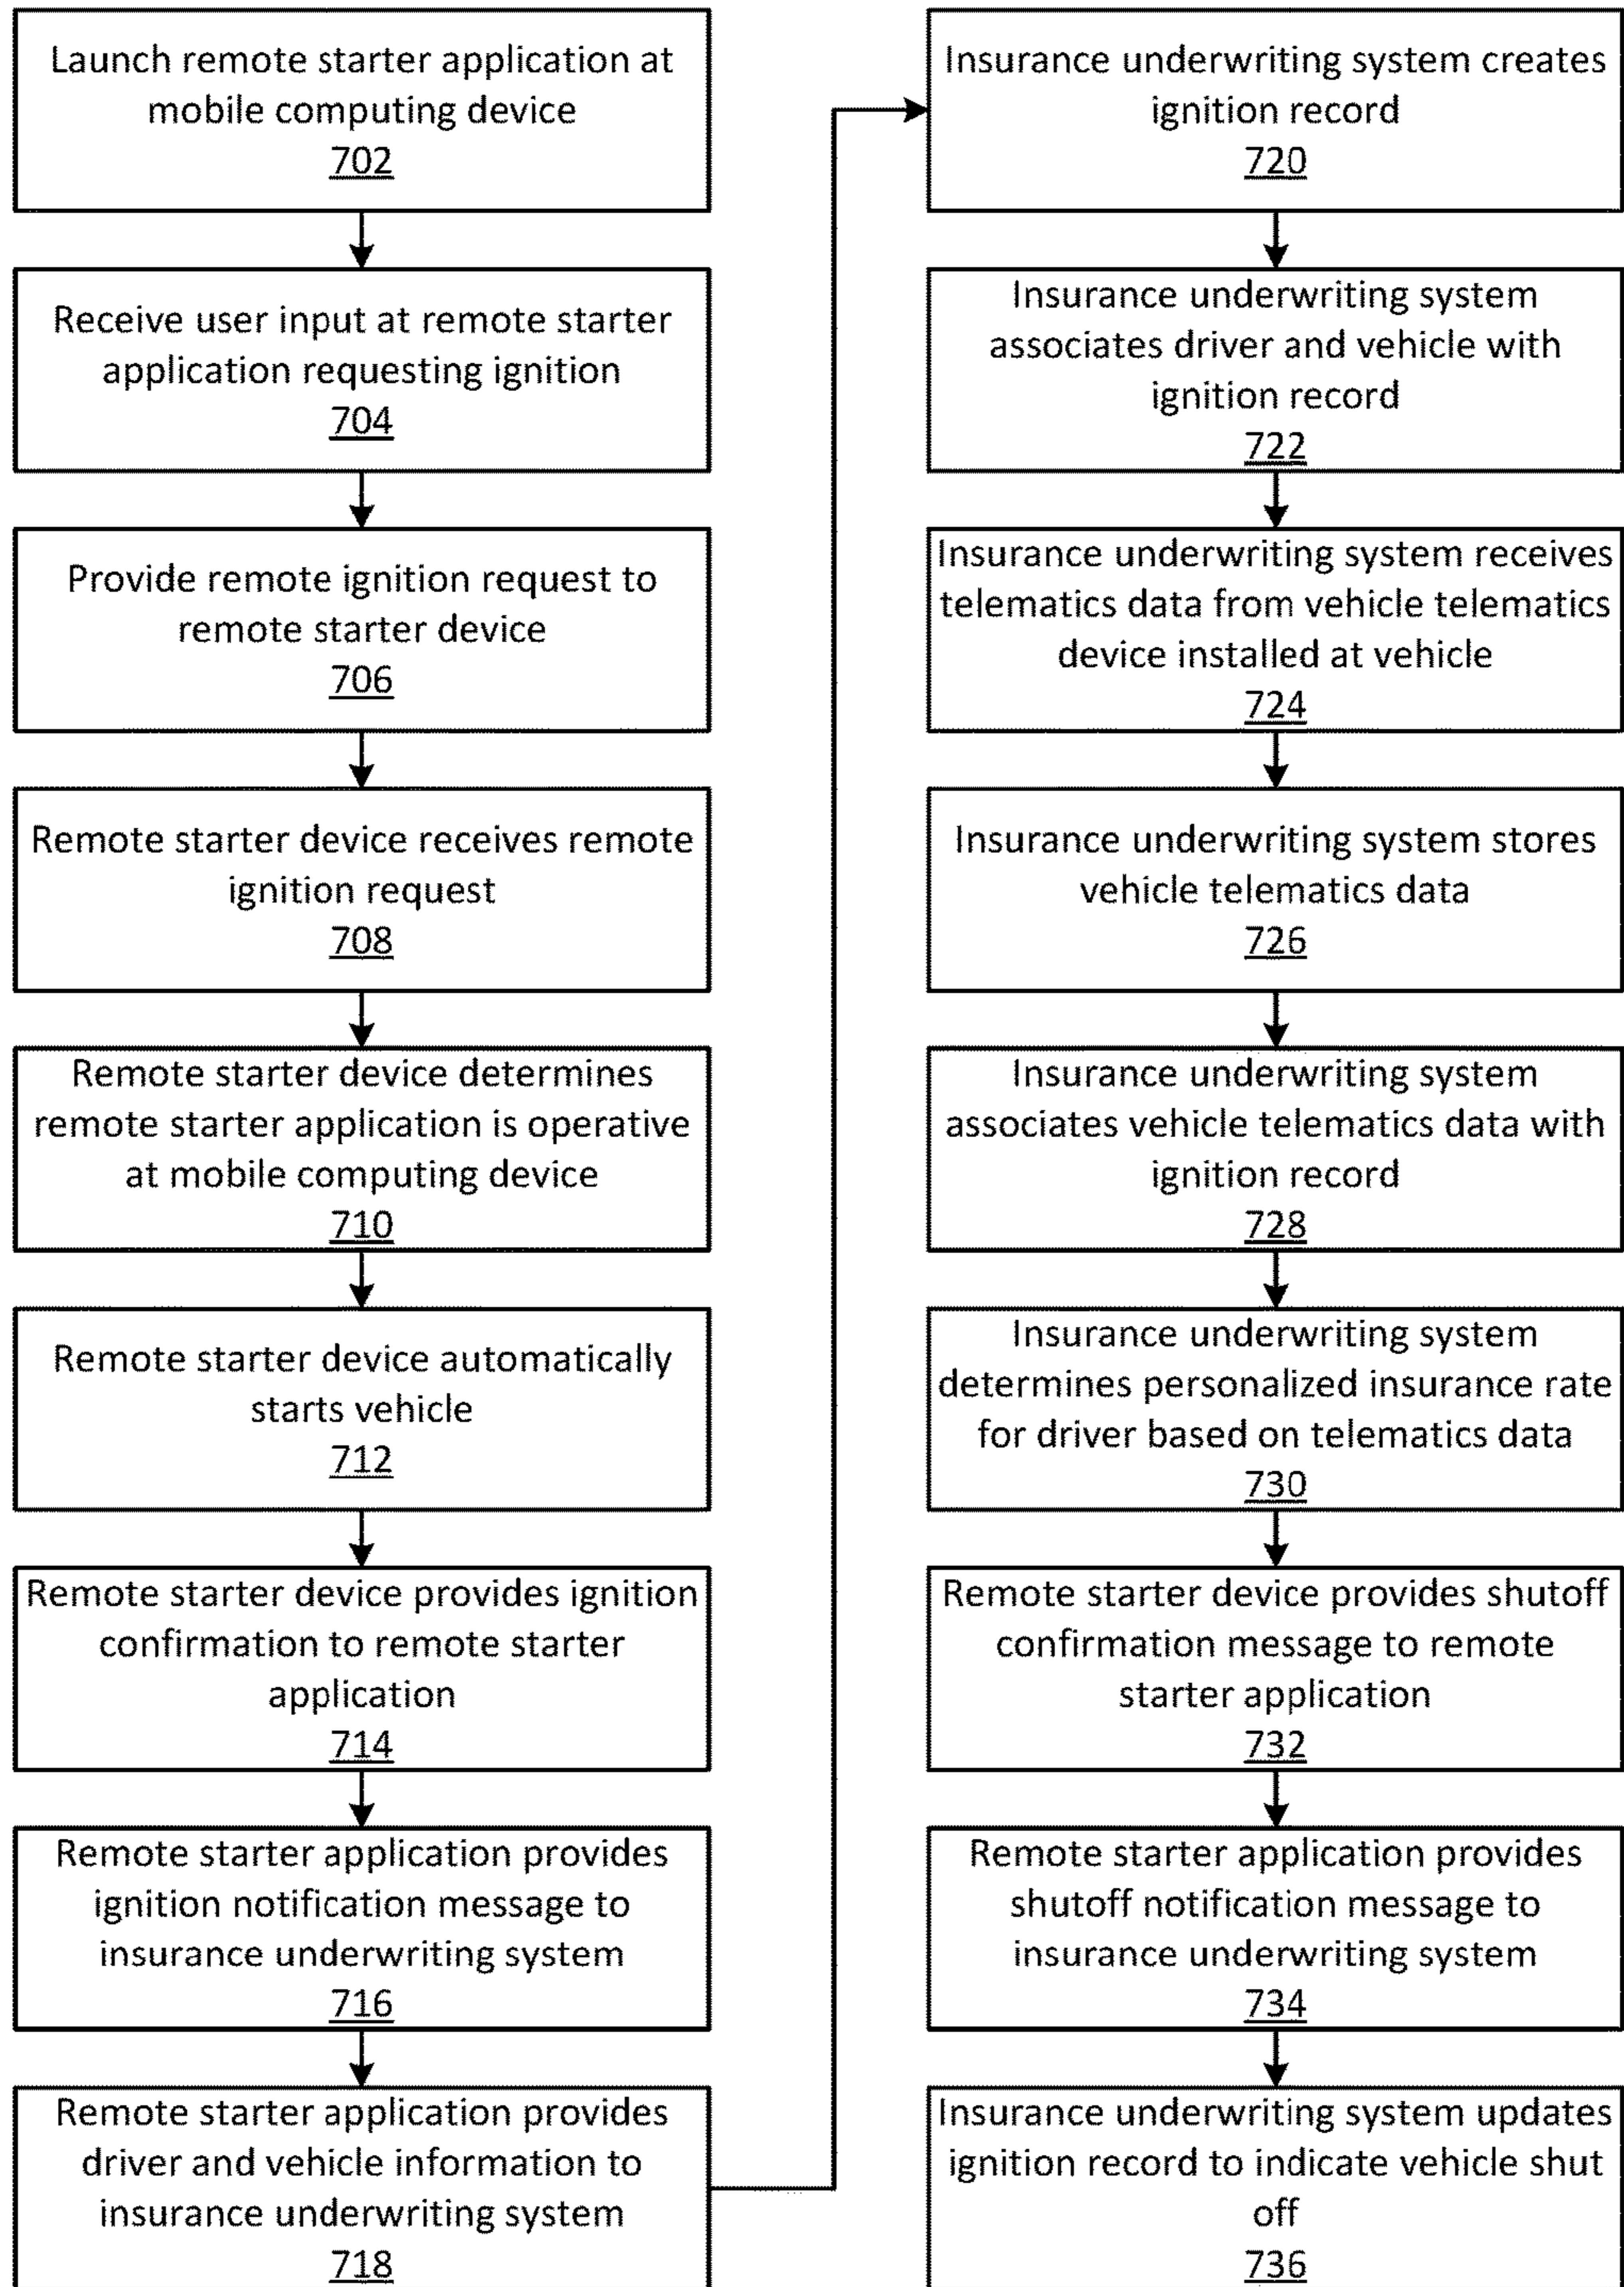 Launch remote starter application at
mobile computing device
702
Receive user input at remote starter
application requesting ignition
704
Provide remote ignition request to
remote starter device
706
Remote starter device receives remote
ignition request
708
Remote starter device determines
remote starter application is operative
at mobile computing device
710
Remote starter device automatically
starts vehicle
712
Remote starter device provides ignition
confirmation to remote starter
application
714
Remote starter application provides
ignition notification message to
insurance underwriting system
716
Remote starter application provides
driver and vehicle information to
insurance underwriting system
718
Insurance underwriting system creates
ignition record
720
Insurance underwriting system
associates driver and vehicle with
ignition record
722
Insurance underwriting system receives
telematics data from vehicle telematics
device installed at vehicle
724
Insurance underwriting system stores
vehicle telematics data
726
Insurance underwriting system
associates vehicle telematics data with
ignition record
728
Insurance underwriting system
determines personalized insurance rate
for driver based on telematics data
730
Remote starter device provides shutoff
confirmation message to remote
starter application
732
Remote starter application provides
shutoff notification message to
insurance underwriting system
734
Insurance underwriting system updates
ignition record to indicate vehicle shut
off
736